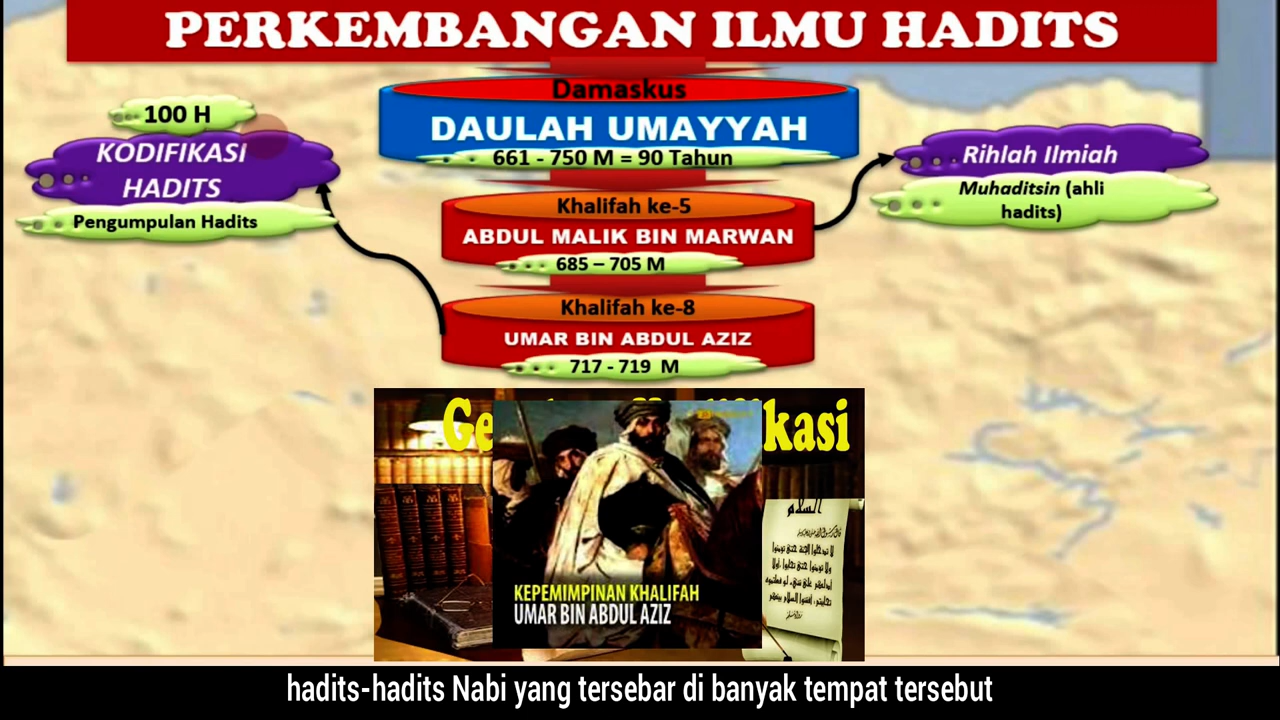 PERKEMBANGAN ILMU HADITS
Damaskus
DAULAH UMAYYAH
661 - 750 M = 90 Tahun
100 H
KODIFIKASI
HADITS
Pengumpulan Hadits
Rihlah Ilmiah
Muhaditsin (ahli
hadits)
Khalifah ke-5
ABDUL MALIK BIN MARWAN
685 – 705 M
Khalifah ke-8
UMAR BIN ABDUL AZIZ
717 - 719 M
KEPEMIMPINAN KHALIFAH
UMAR BIN ABDUL AZIZ
السلام
hadits-hadits Nabi yang tersebar di banyak tempat tersebut